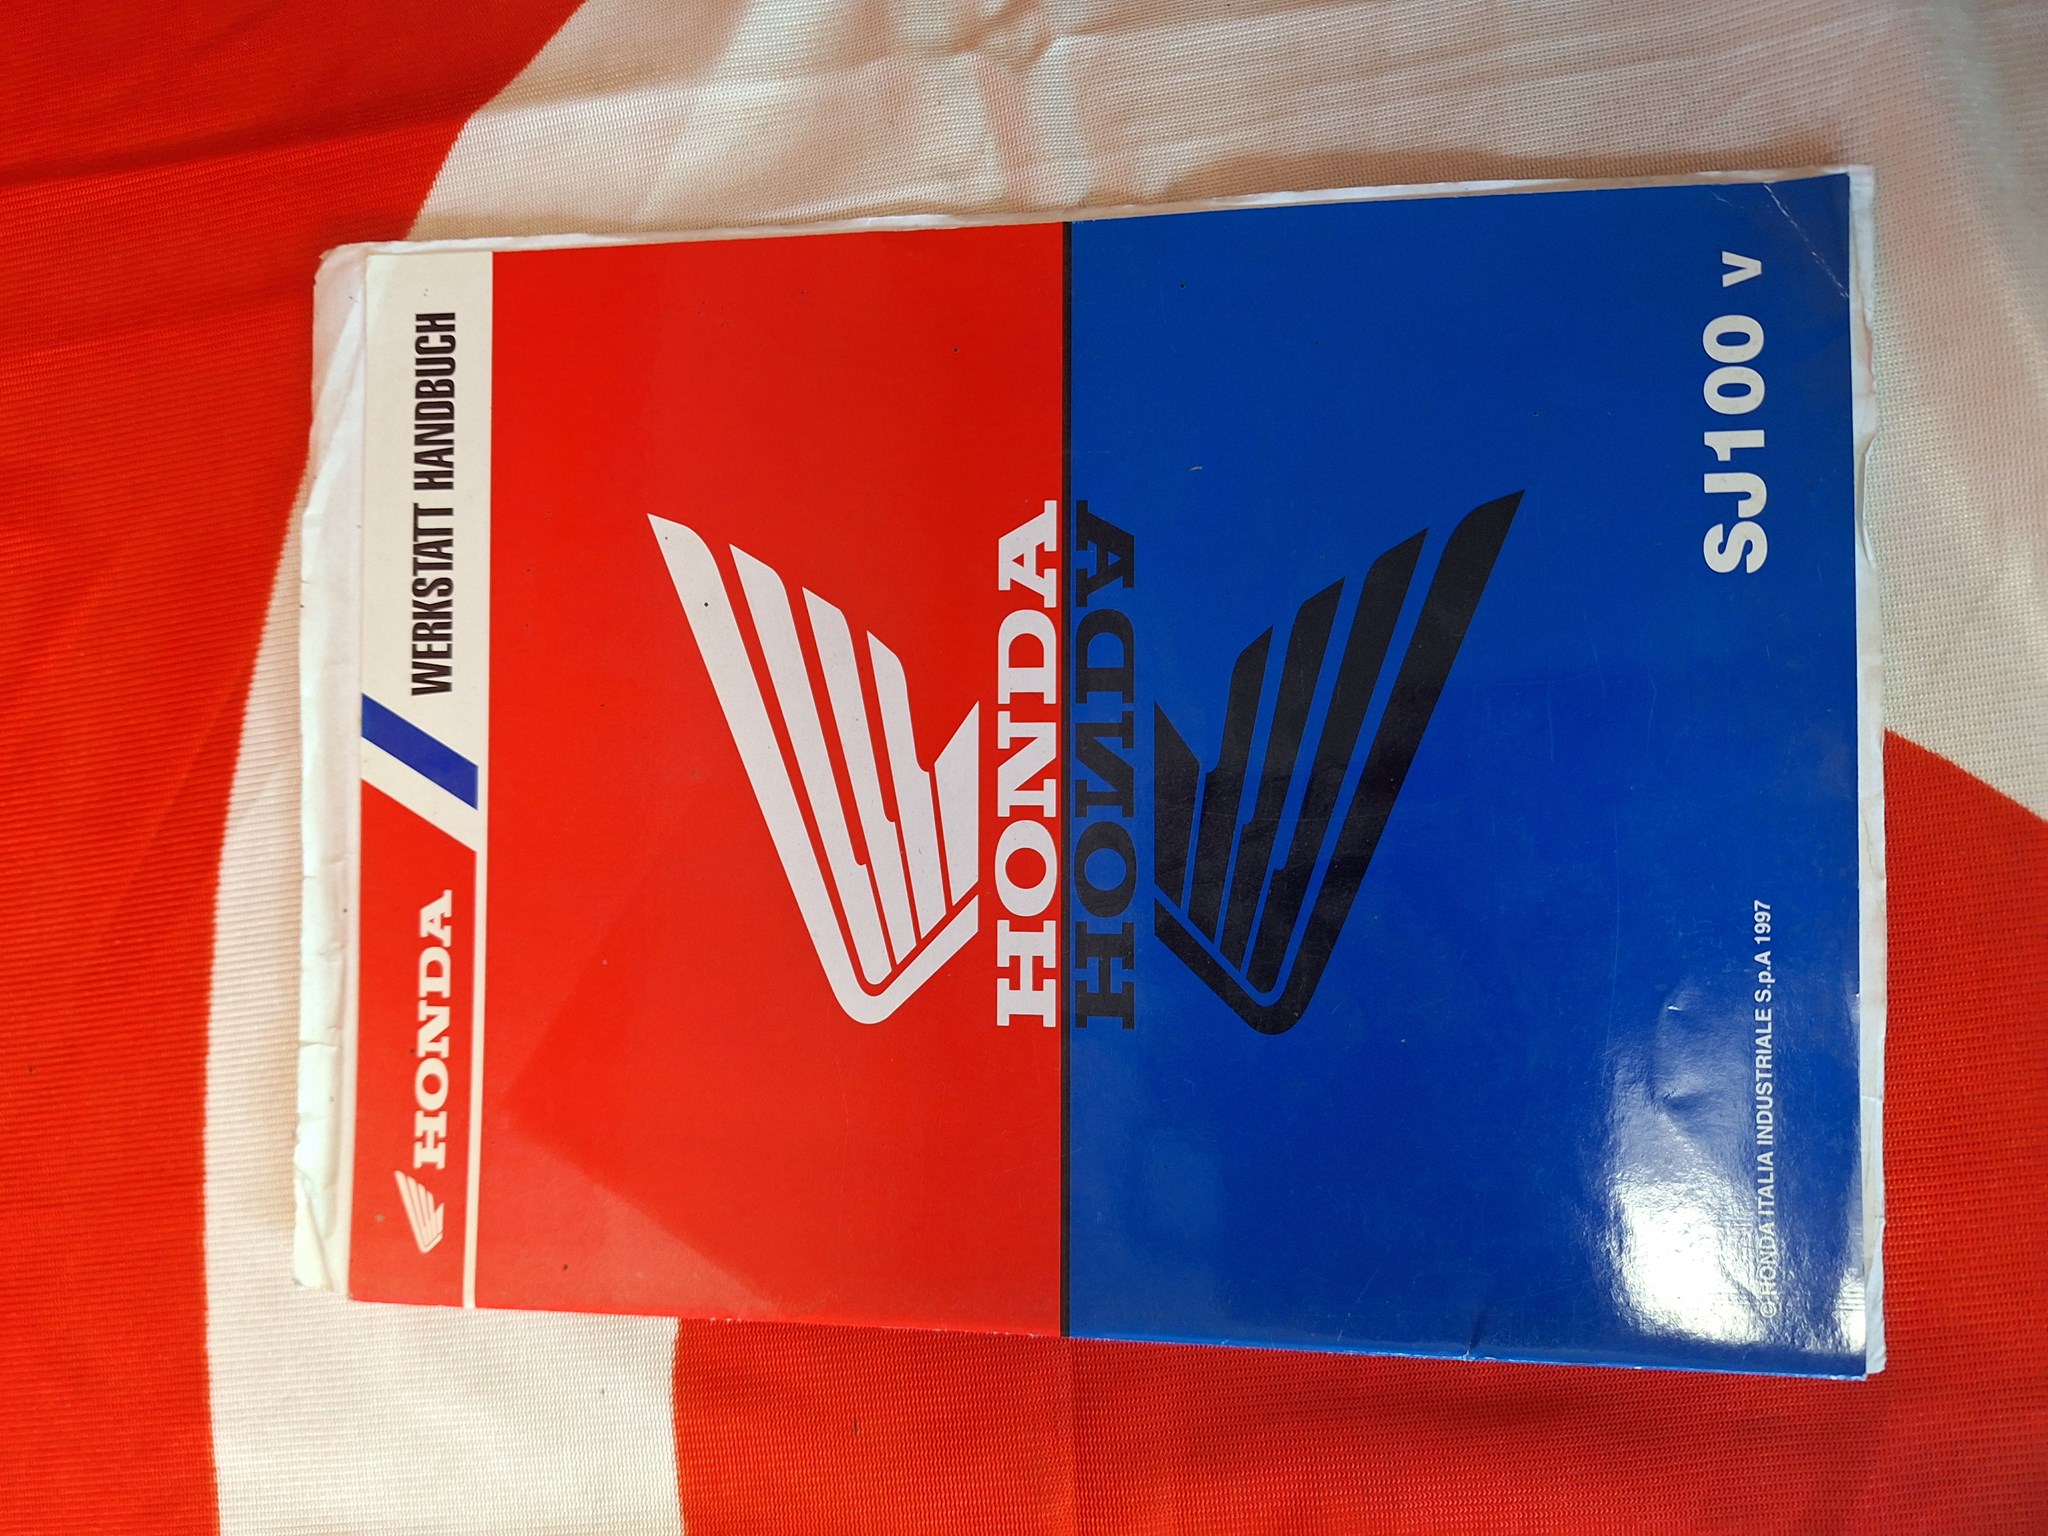 HONDA WERKSTATT HANDBUCH
HONDA
HONDA
SJ100 V
© HONDA ITALIA INDUSTRIALE S.p.A 1997